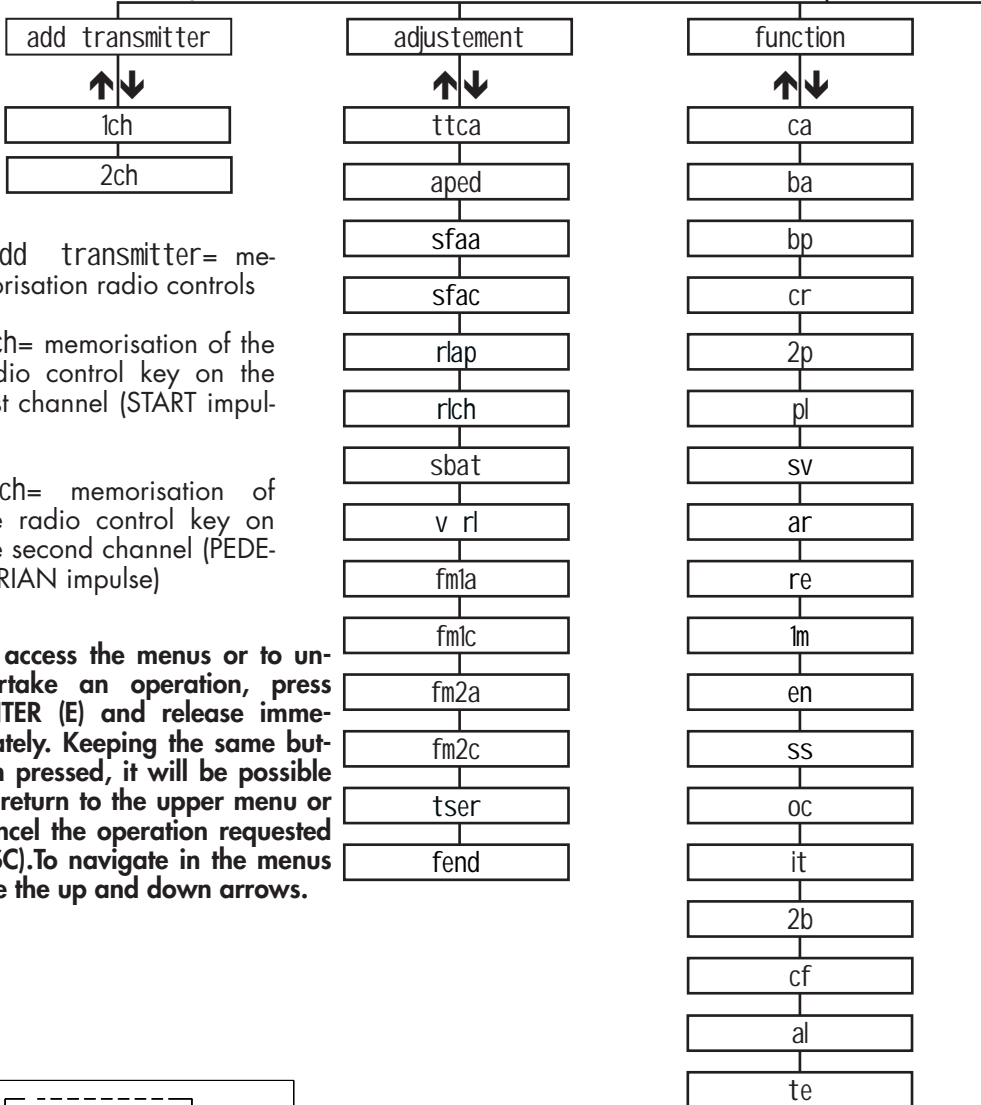 add transmitter
1ch
2ch
dd transmitter= me-
orisation radio controls
ch= memorisation of the
dio control key on the
st channel (START impul-
ch= memorisation of
e radio control key on
e second channel (PEDE-
RIAN impulse)
access the menus or to un-
rtake an operation, press
TER (E) and release imme-
ately. Keeping the same but-
n pressed, it will be possible
return to the upper menu or
ncel the operation requested
SC).To navigate in the menus
e the up and down arrows.
adjustement
ttca
aped
sfaa
sfac
rlap
rlch
sbat
v rl
fm1a
fm1c
fm2a
fm2c
tser
fend
function
ca
ba
bp
cr
2p
pl
sv
ar
re
1m
en
ss
oc
it
2b
cf
al
te